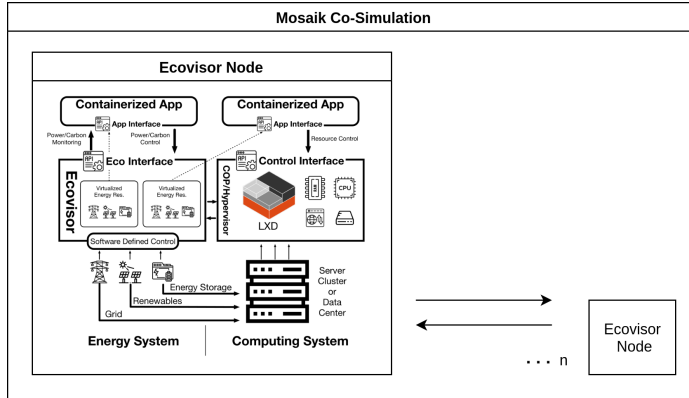 Mosaik Co-Simulation
Ecovisor Node
Containerized App
App Interface
Containerized App
App Interface
Power/Carbon
Monitoring
Power/Carbon
Control
Resource Control
API
Eco Interface
API
Control Interface
Ecovisor
Virtualized
Energy Res.
Virtualized
Energy Res.
COP/Hypervisor
LXD
RAM
CPU
Software Defined Control
Energy Storage
Renewables
Grid
Server
Cluster
or
Data
Center
Energy System
Computing System
... n
Ecovisor
Node